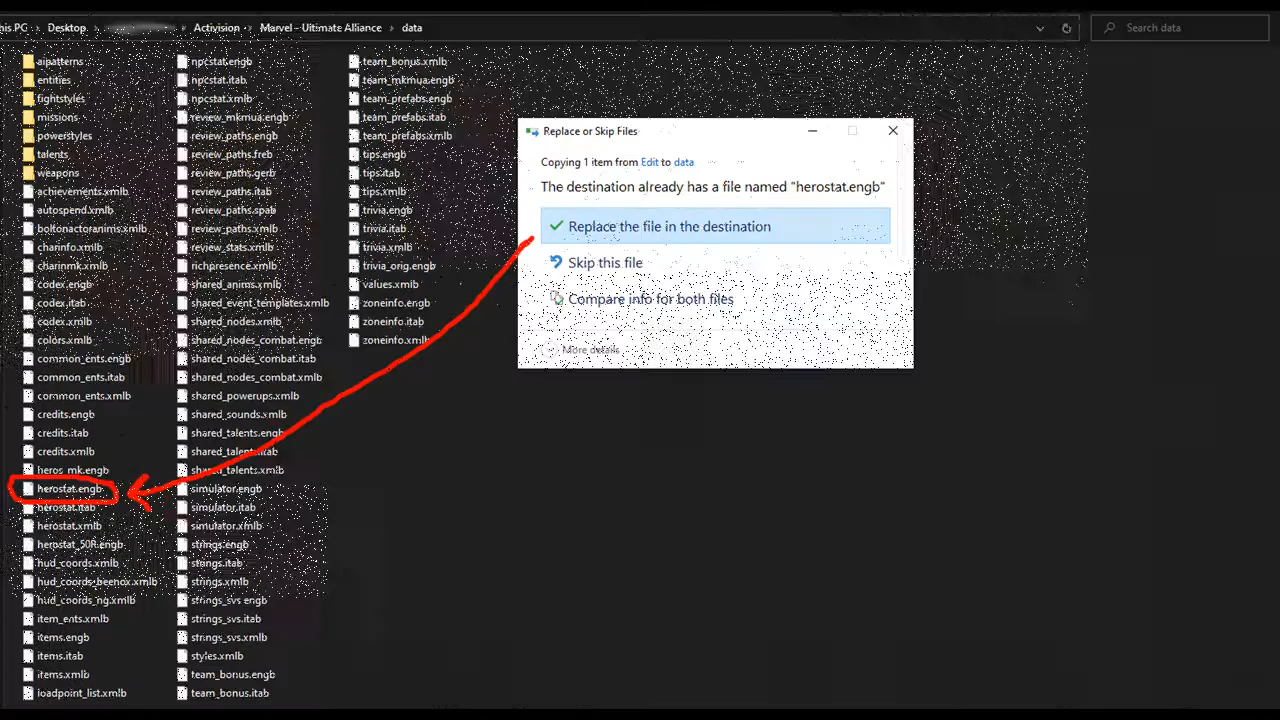 his PC > Desktop > > Activision > Marvel - Ultimate Alliance > data
Search data
aipatterns
entities
fightstyles
missions
powerstyles
talents
weapons
achievements.xmlb
autospend.xmlb
boltonactoranims.xmlb
chaninfo.xmlb
chanmk.xmlb
codex.engb
codex.itab
codex.xmlb
colors.xmlb
common_ents.engb
common_ents.itab
common_ents.xmlb
credits.engb
credits.itab
credits.xmlb
heros_mk.engb
herostat.engb
herostat.itab
herostat.xmlb
herostat_50R.engb
hud_coords.xmlb
hud_coords_beenox.xmlb
hud_coords_ng.xmlb
item_ents.xmlb
items.engb
items.itab
items.xmlb
loadpoint_list.xmlb
npcstat.engb
npcstat.itab
npcstat.xmlb
review_mkmua.engb
review_paths.engb
review_paths.freb
review_paths.gerb
review_paths.itab
review_paths.spab
review_paths.xmlb
review_stats.xmlb
richpresence.xmlb
shared_anims.xmlb
shared_event_templates.xmlb
shared_nodes.xmlb
shared_nodes_combat.engb
shared_nodes_combat.itab
shared_nodes_combat.xmlb
shared_powerups.xmlb
shared_sounds.xmlb
shared_talents.engb
shared_talents.itab
shared_talents.xmlb
simulator.engb
simulator.itab
simulator.xmlb
strings.engb
strings.itab
strings.xmlb
strings_svs.engb
strings_svs.itab
strings_svs.xmlb
styles.xmlb
team_bonus.engb
team_bonus.itab
team_bonus.xmlb
team_mkmua.engb
team_prefabs.engb
team_prefabs.itab
team_prefabs.xmlb
tips.engb
tips.itab
tips.xmlb
trivia.engb
trivia.itab
trivia.xmlb
trivia_orig.engb
values.xmlb
zoneinfo.engb
zoneinfo.itab
zoneinfo.xmlb
Replace or Skip Files
Copying 1 item from Edit to data
The destination already has a file named "herostat.engb"
Replace the file in the destination
Skip this file
Compare info for both files
More details